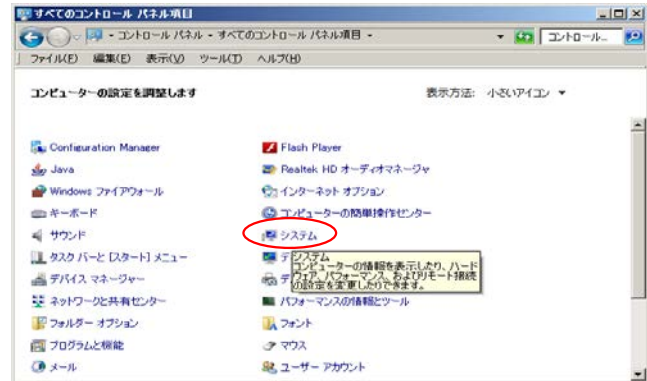 すべてのコントロール パネル項目
コントロール パネル すべてのコントロール パネル項目
コントロール...
ファイル(F) 編集(E) 表示(V) ツール(T) ヘルプ(H)
コンピューターの設定を調整します
表示方法: 小さいアイコン
Configuration Manager
Flash Player
Java
Realtek HD オーディオマネージャ
Windows ファイアウォール
インターネット オプション
キーボード
コンピューターの簡単操作センター
サウンド
システム
タスク バーと [スタート] メニュー
デ
システム
コンピューターの情報を表示したり、ハード
ウェア、パフォーマンス、およびリモート接続
の設定を変更したりできます。
デバイス マネージャー
デ
ネットワークと共有センター
パフォーマンスの情報とツール
フォルダー オプション
フォント
プログラムと機能
マウス
メール
ユーザー アカウント